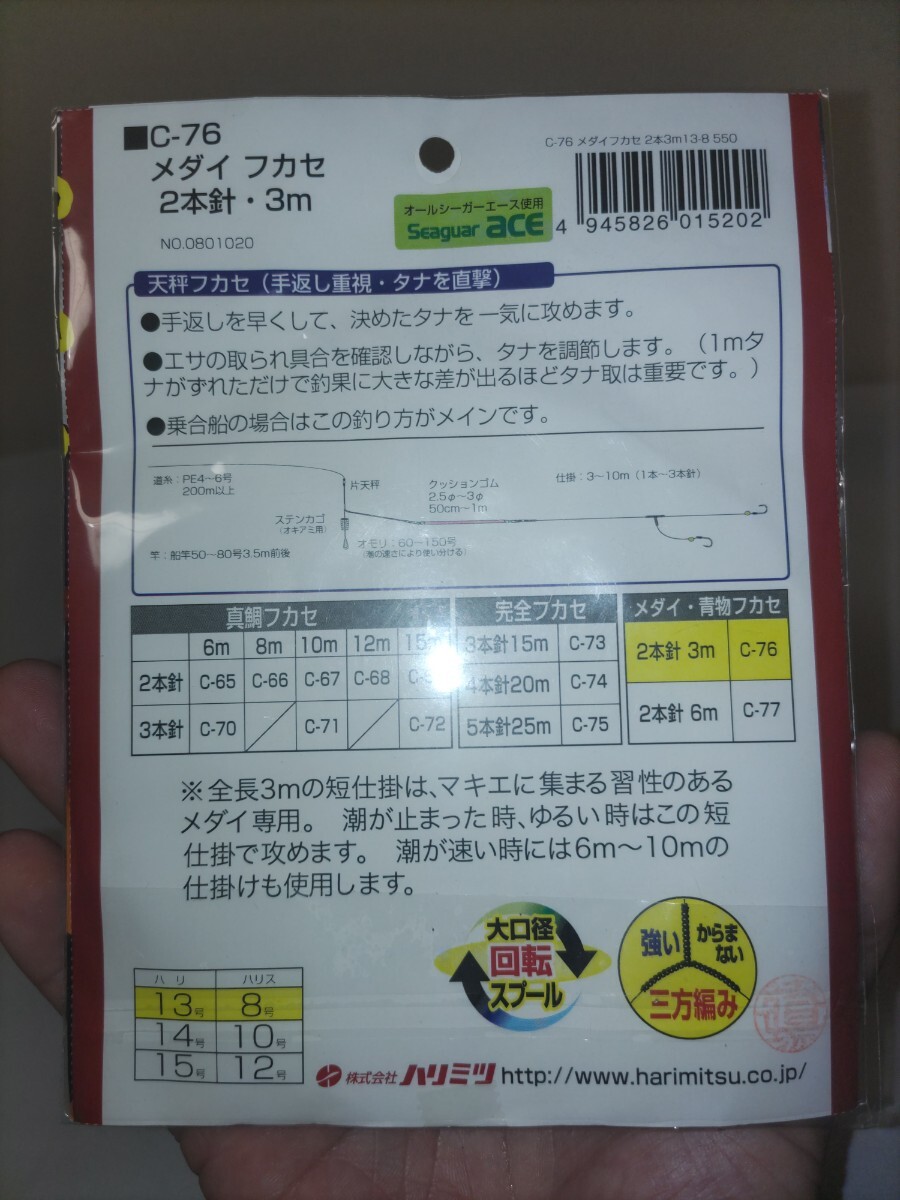 ■C-76
メダイ フカセ
2本針・3m
NO.0801020
C-76 メダイフカセ 2本3m13-8 550
オールシーガーエース使用
Seaguar ace
4 945826 015202
天秤フカセ（手返し重視・タナを直撃）
●手返しを早くして、決めたタナを一気に攻めます。
●エサの取られ具合を確認しながら、タナを調節します。（1mタ
ナがずれただけで釣果に大きな差が出るほどタナ取は重要です。）
●乗合船の場合はこの釣り方がメインです。
道糸：PE4〜6号
200m以上
片天秤
クッションゴム
2.5φ〜3φ
50cm〜1m
仕掛：3〜10m（1本〜3本針）
ステンカゴ
（オキアミ用）
オモリ：60〜150号
（潮の速さにより使い分ける）
竿：船竿50〜80号3.5m前後
真鯛フカセ
6m 8m 10m 12m 15m
2本針 C-65 C-66 C-67 C-68
3本針 C-70 C-71 C-72
完全フカセ
3本針15m C-73
4本針20m C-74
5本針25m C-75
メダイ・青物フカセ
2本針 3m C-76
2本針 6m C-77
※全長3mの短仕掛は、マキエに集まる習性のある
メダイ専用。 潮が止まった時、ゆるい時はこの短
仕掛で攻めます。 潮が速い時には6m〜10mの
仕掛けも使用します。
大口径
回転
スプール
強い
からま
ない
三方編み
ハリ ハリス
13号 8号
14号 10号
15号 12号
株式会社 ハリミツ http://www.harimitsu.co.jp/